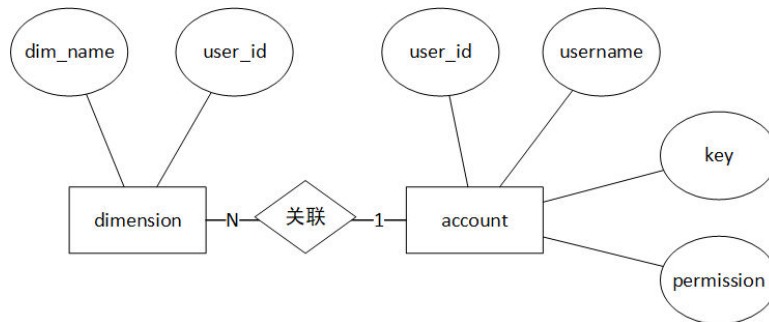 dim_name
user_id
user_id
username
key
dimension
N
关联
1
account
permission